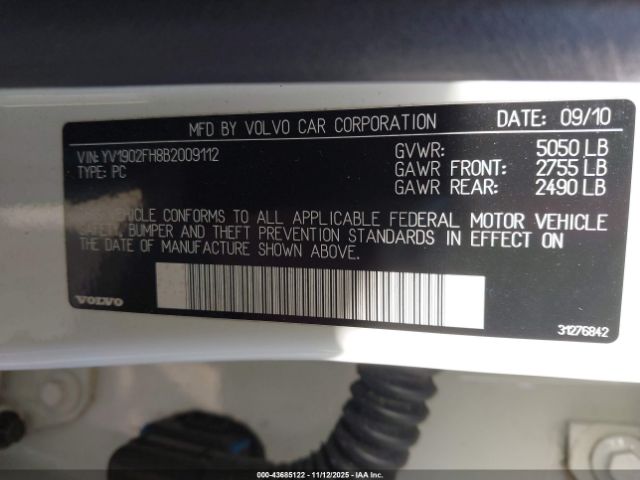 MFD BY VOLVO CAR CORPORATION DATE: 09/10
VIN: YV1902FH8B2009112 GVWR: 5050 LB
TYPE: PC GAWR FRONT: 2755 LB
GAWR REAR: 2490 LB
THIS VEHICLE CONFORMS TO ALL APPLICABLE FEDERAL MOTOR VEHICLE
SAFETY, BUMPER AND THEFT PREVENTION STANDARDS IN EFFECT ON
THE DATE OF MANUFACTURE SHOWN ABOVE.
VOLVO 31276842
000-43685122 - 11/12/2025 - IAA, Inc.